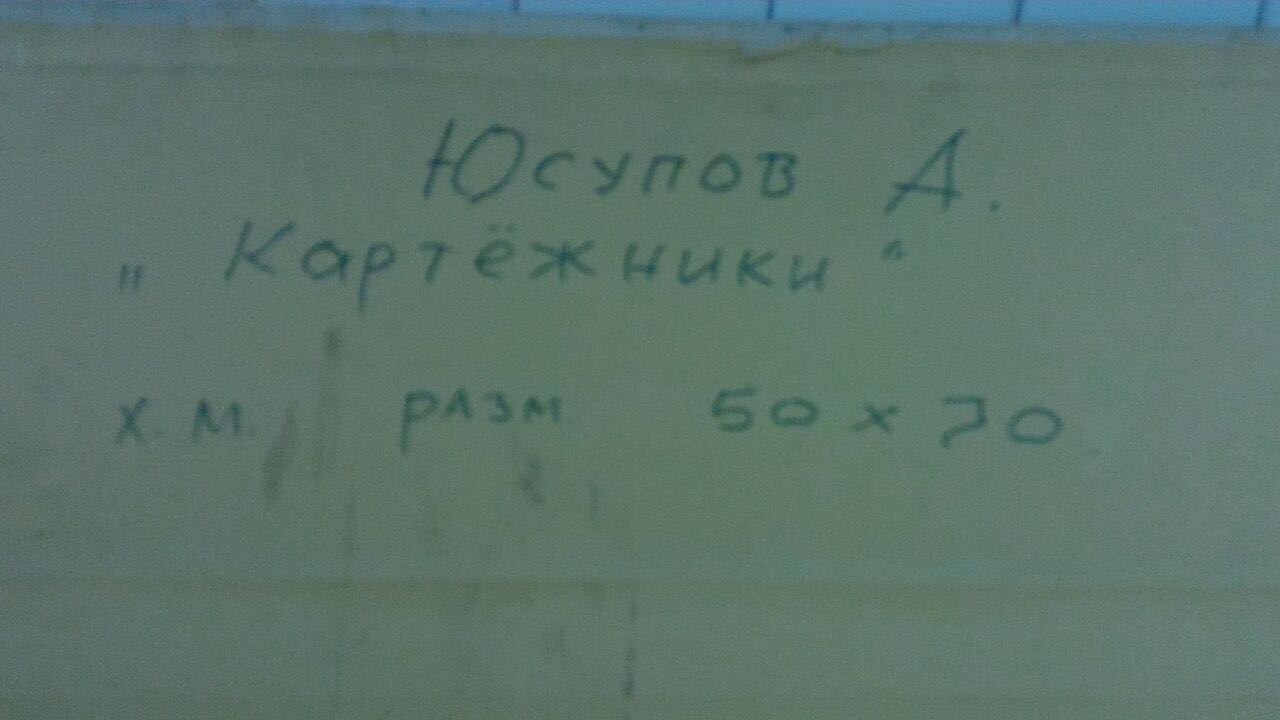 Юсупов А.
„ Картёжники “
х. м. разм. 50 х 70